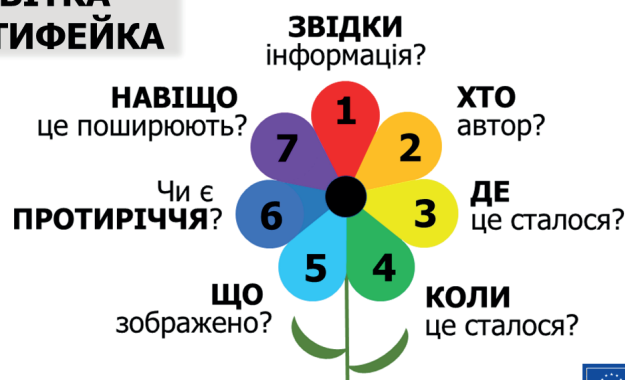 ТИФЕЙКА
ЗВІДКИ
інформація?
1
ХТО
автор?
2
ДЕ
це сталося?
3
КОЛИ
це сталося?
4
ЩО
зображено?
5
Чи є
ПРОТИРІЧЧЯ?
6
НАВІЩО
це поширюють?
7